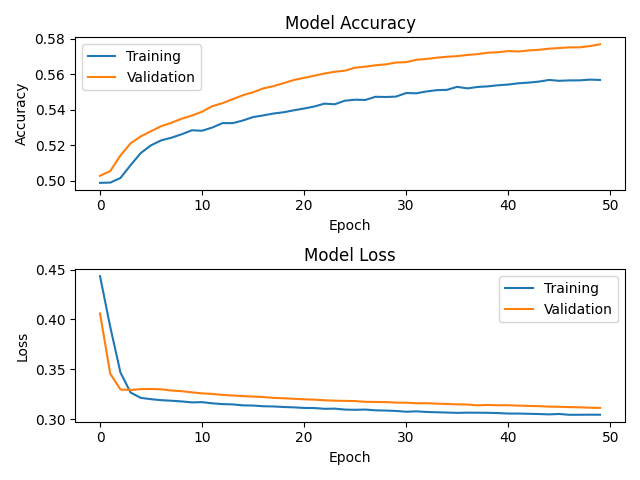 Model Accuracy
0.58
0.56
0.54
0.52
0.50
Accuracy
Training
Validation
0 10 20 30 40 50
Epoch
Model Loss
0.45
0.40
0.35
0.30
Loss
Training
Validation
0 10 20 30 40 50
Epoch